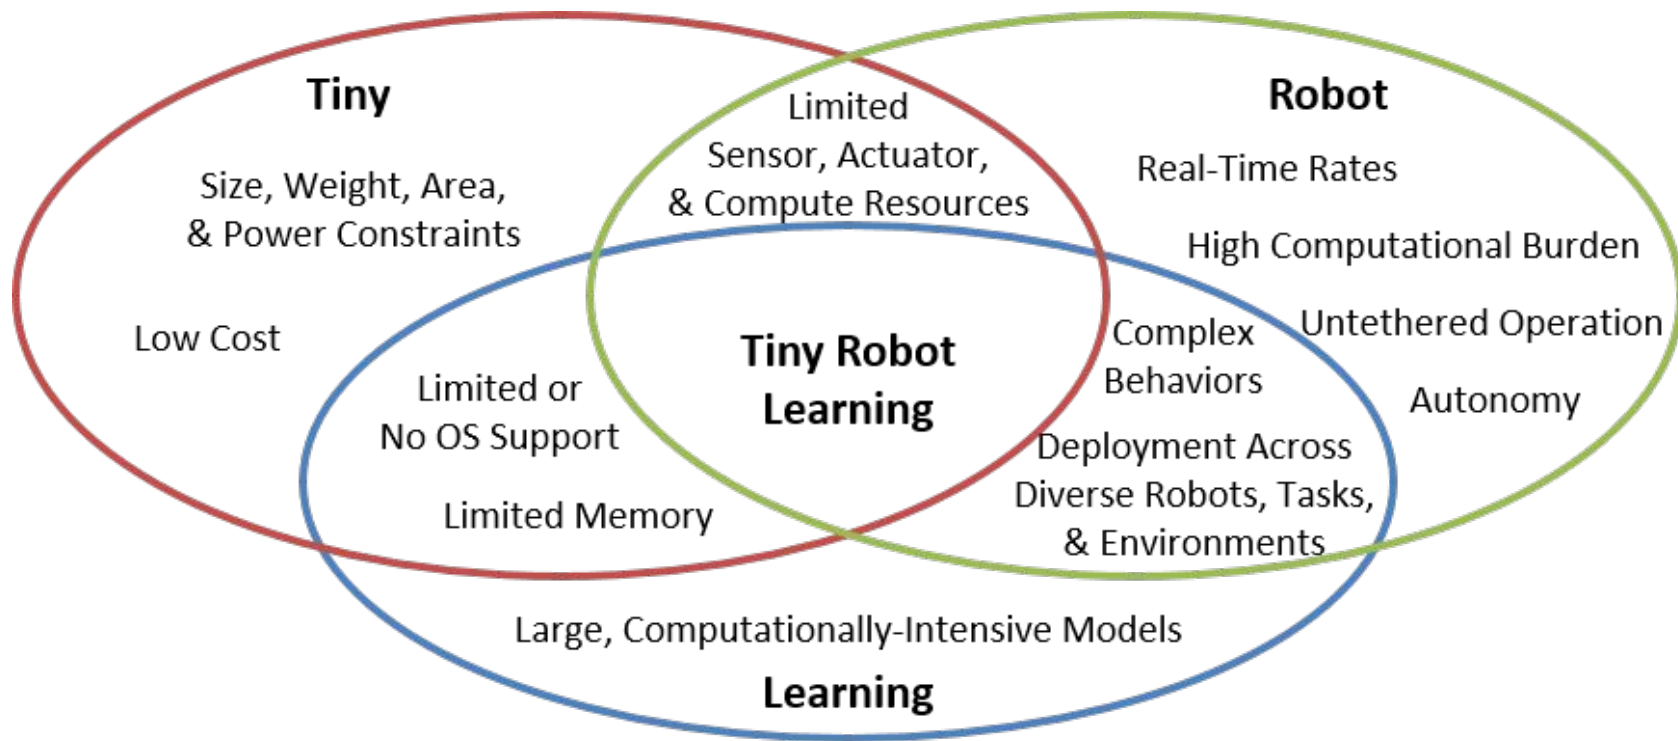 Tiny
Size, Weight, Area,
& Power Constraints
Low Cost
Limited
Sensor, Actuator,
& Compute Resources
Robot
Real-Time Rates
High Computational Burden
Untethered Operation
Autonomy
Tiny Robot
Learning
Limited or
No OS Support
Limited Memory
Complex
Behaviors
Deployment Across
Diverse Robots, Tasks,
& Environments
Large, Computationally-Intensive Models
Learning